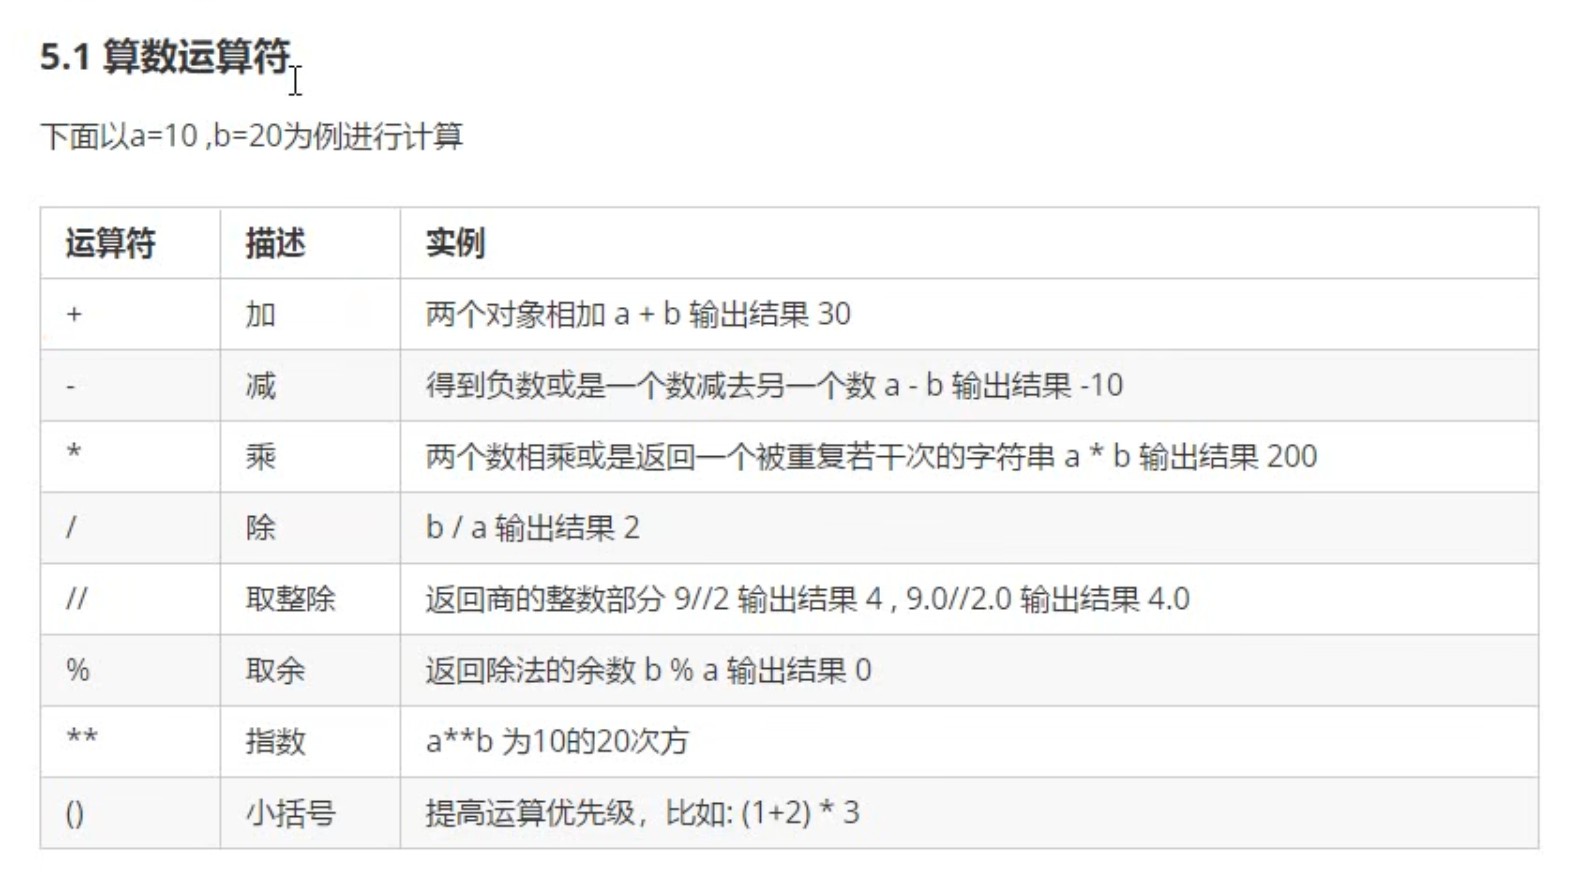 5.1 算数运算符
下面以a=10 ,b=20为例进行计算
运算符 描述 实例
+ 加 两个对象相加 a + b 输出结果 30
- 减 得到负数或是一个数减去另一个数 a - b 输出结果 -10
* 乘 两个数相乘或是返回一个被重复若干次的字符串 a * b 输出结果 200
/ 除 b / a 输出结果 2
// 取整除 返回商的整数部分 9//2 输出结果 4 , 9.0//2.0 输出结果 4.0
% 取余 返回除法的余数 b % a 输出结果 0
** 指数 a**b 为10的20次方
() 小括号 提高运算优先级，比如: (1+2) * 3